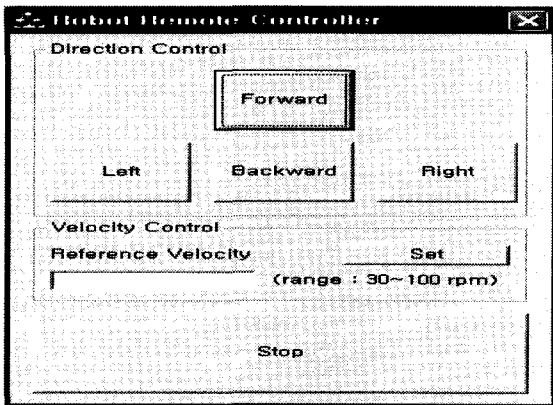 Robot Remote Controller
Direction Control
Forward
Left Backward Right
Velocity Control
Reference Velocity Set
(range : 30~100 rpm)
Stop